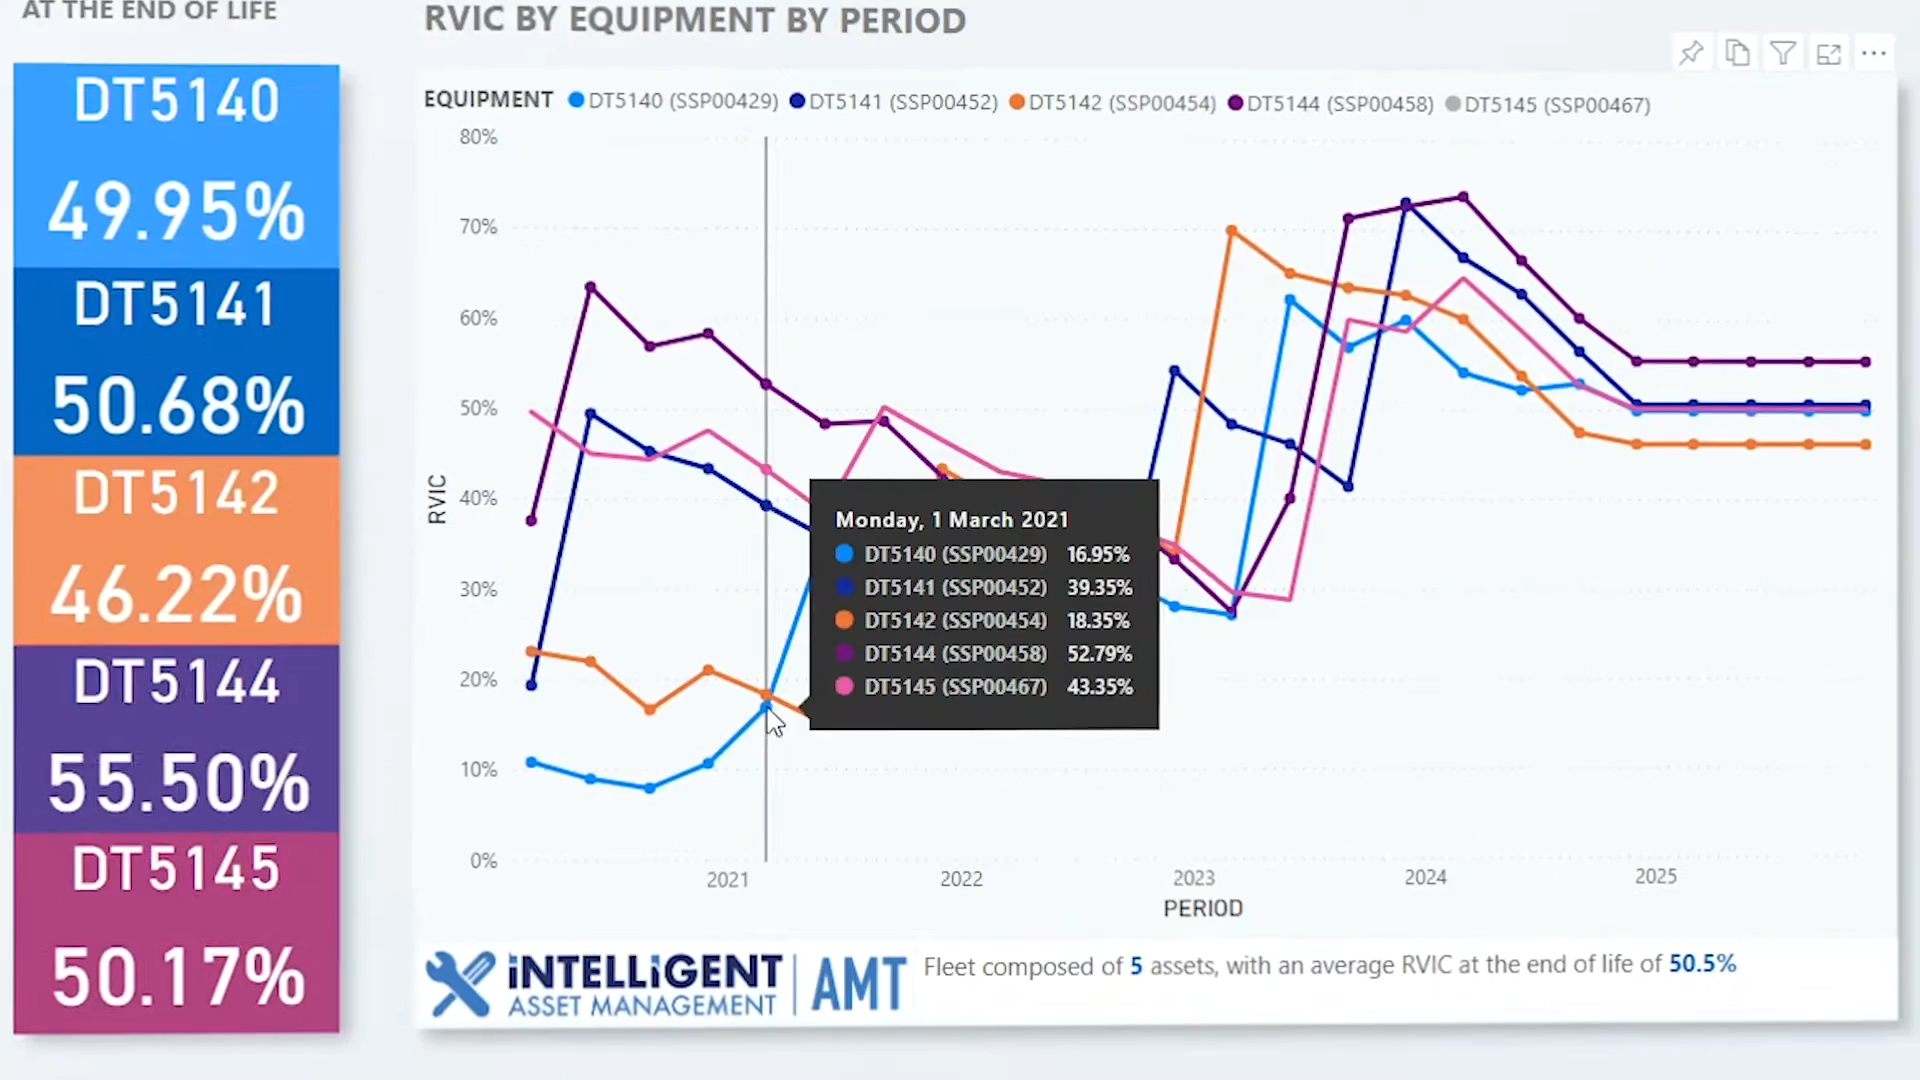 AT THE END OF LIFE
DT5140
49.95%
DT5141
50.68%
DT5142
46.22%
DT5144
55.50%
DT5145
50.17%
RVIC BY EQUIPMENT BY PERIOD
EQUIPMENT DT5140 (SSP00429) DT5141 (SSP00452) DT5142 (SSP00454) DT5144 (SSP00458) DT5145 (SSP00467)
80%
70%
60%
50%
40%
30%
20%
10%
0%
RVIC
Monday, 1 March 2021
DT5140 (SSP00429) 16.95%
DT5141 (SSP00452) 39.35%
DT5142 (SSP00454) 18.35%
DT5144 (SSP00458) 52.79%
DT5145 (SSP00467) 43.35%
2021 2022 2023 2024 2025
PERIOD
iNTELLiGENT
ASSET MANAGEMENT
AMT
Fleet composed of 5 assets, with an average RVIC at the end of life of 50.5%